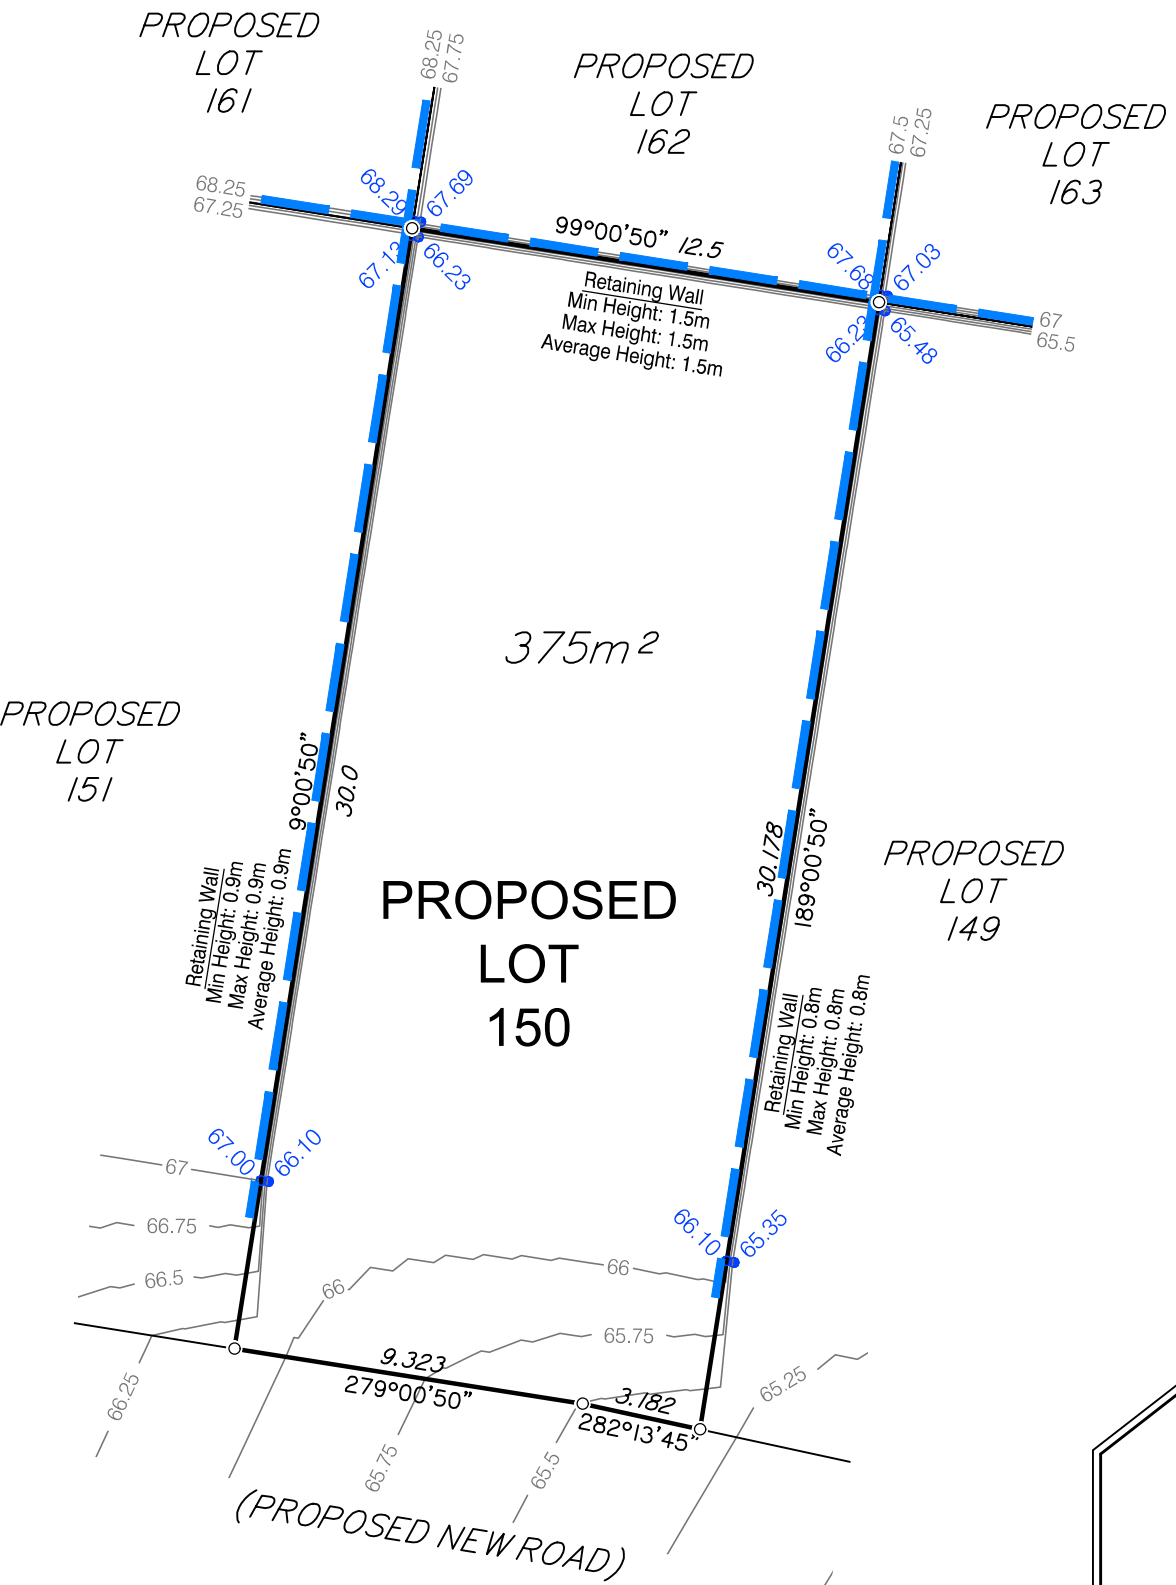 PROPOSED
LOT
161
68.25
67.75
PROPOSED
LOT
162
67.5
67.25
PROPOSED
LOT
163
68.25
67.25
68.29
67.69
67.13
66.23
99°00'50" 12.5
Retaining Wall
Min Height: 1.5m
Max Height: 1.5m
Average Height: 1.5m
67.68
67.03
66.23
65.48
67
65.5
375m²
PROPOSED
LOT
151
9°00'50"
30.0
30.178
189°00'50"
PROPOSED
LOT
149
Retaining Wall
Min Height: 0.9m
Max Height: 0.9m
Average Height: 0.9m
PROPOSED
LOT
150
Retaining Wall
Min Height: 0.8m
Max Height: 0.8m
Average Height: 0.8m
67.00
66.10
67
66.75
66.5
66.10
65.35
66
66
65.75
9.323
279°00'50"
3.182
282°13'45"
66.25
65.75
65.5
65.25
(PROPOSED NEW ROAD)